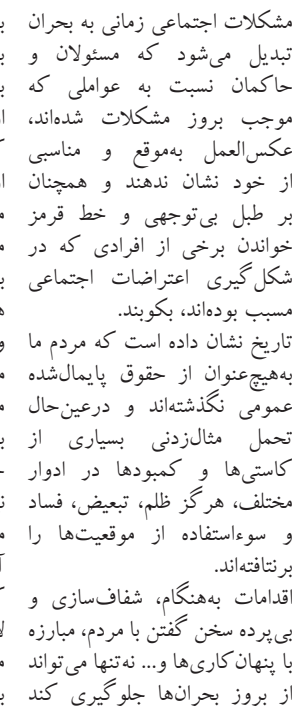 مشکلات اجتماعی زمانی به بحران
تبدیل می‌شود که مسئولان و
حاکمان نسبت به عواملی که
موجب بروز مشکلات شده‌اند،
عکس‌العمل به‌موقع و مناسبی
از خود نشان ندهند و همچنان
بر طبل بی‌توجهی و خط قرمز
خواندن برخی از افرادی که در
شکل‌گیری اعتراضات اجتماعی
مسبب بوده‌اند، بکوبند.
تاریخ نشان داده است که مردم ما
به‌هیچ‌عنوان از حقوق پایمال‌شده
عمومی نگذشته‌اند و درعین‌حال
تحمل مثال‌زدنی بسیاری از
کاستی‌ها و کمبودها در ادوار
مختلف، هرگز ظلم، تبعیض، فساد
و سوءاستفاده از موقعیت‌ها را
برنتافته‌اند.
اقدامات به‌هنگام، شفاف‌سازی و
بی‌پرده سخن گفتن با مردم، مبارزه
با پنهان‌کاری‌ها و... نه‌تنها می‌تواند
از بروز بحران‌ها جلوگیری کند